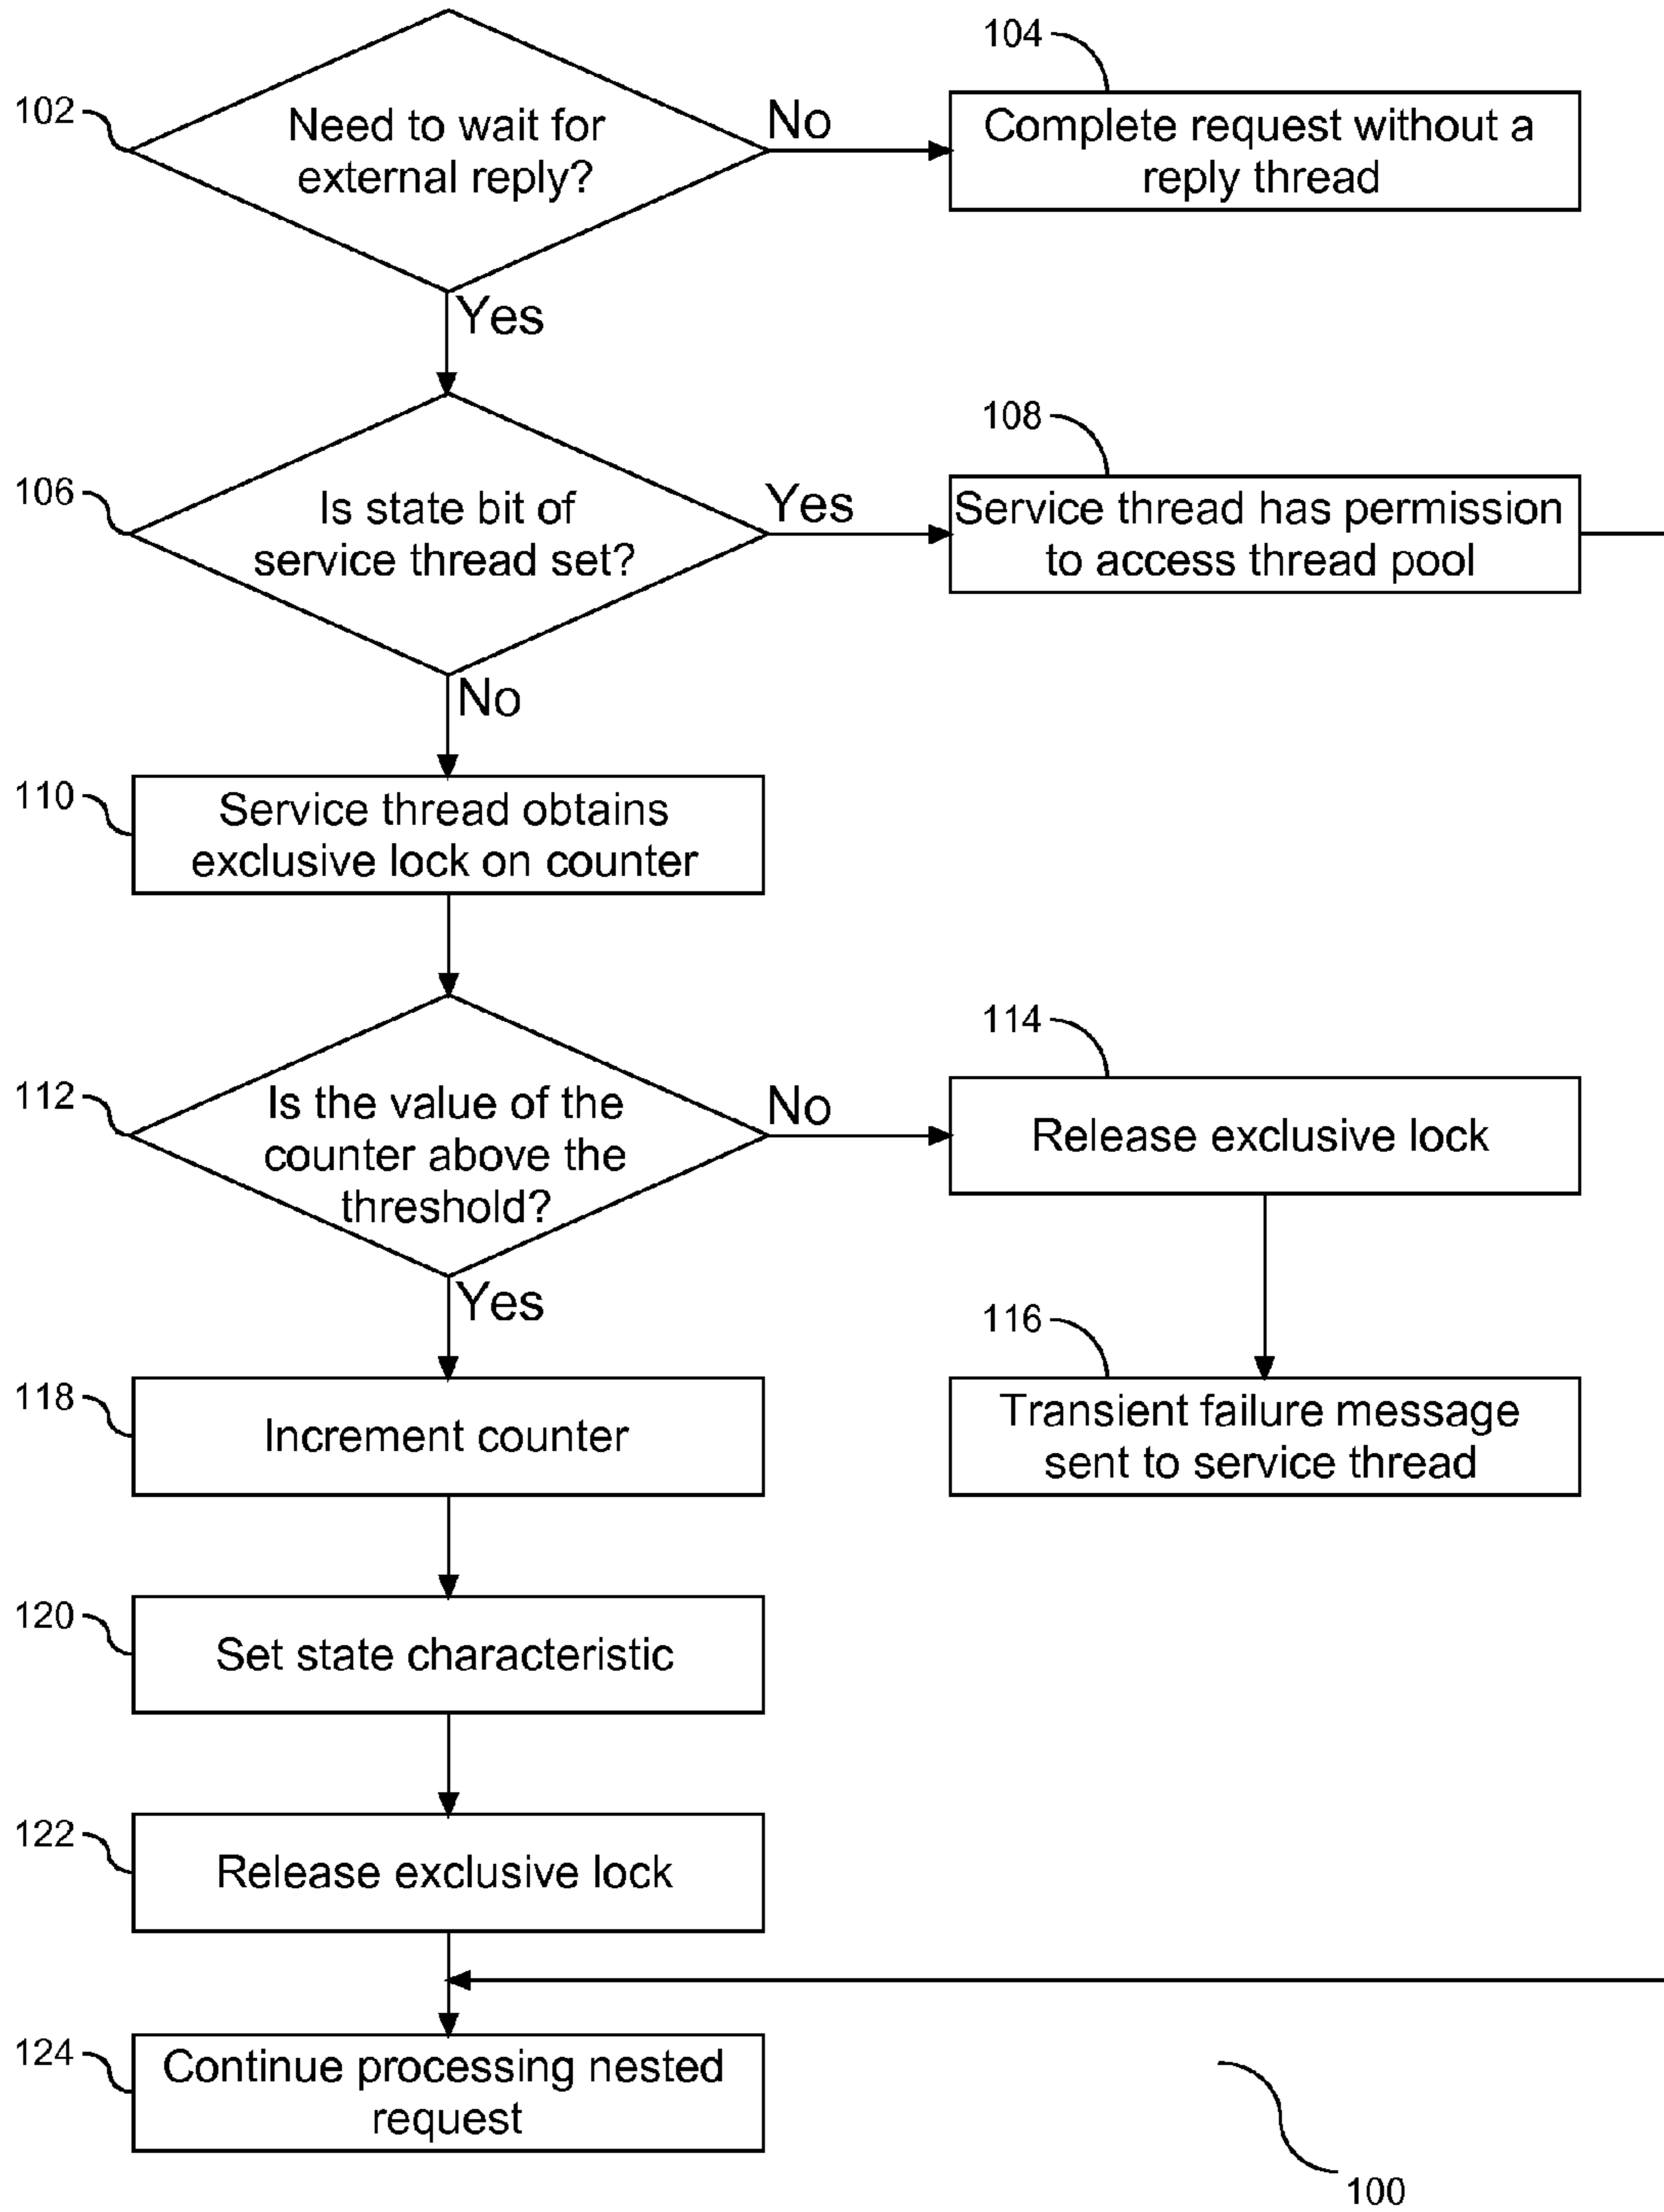 104
102
Need to wait for
external reply?
No
Complete request without a
reply thread
Yes
108
106
Is state bit of
service thread set?
Yes
Service thread has permission
to access thread pool
No
110
Service thread obtains
exclusive lock on counter
114
112
Is the value of the
counter above the
threshold?
No
Release exclusive lock
Yes
116
118
Increment counter
Transient failure message
sent to service thread
120
Set state characteristic
122
Release exclusive lock
124
Continue processing nested
request
100